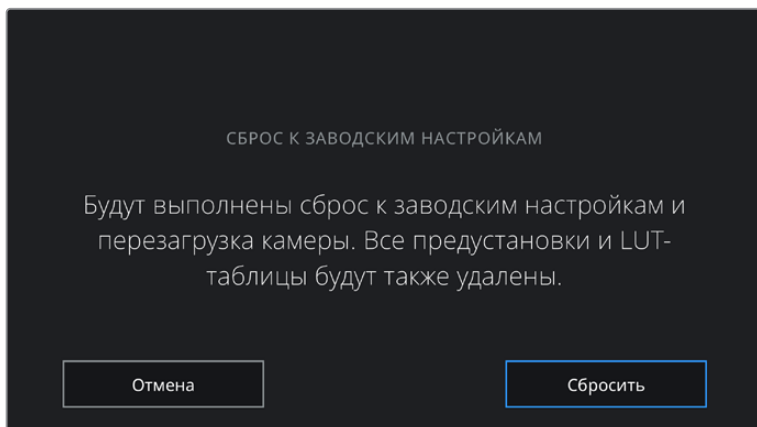 СБРОС К ЗАВОДСКИМ НАСТРОЙКАМ
Будут выполнены сброс к заводским настройкам и
перезагрузка камеры. Все предустановки и LUT-
таблицы будут также удалены.
Отмена
Сбросить